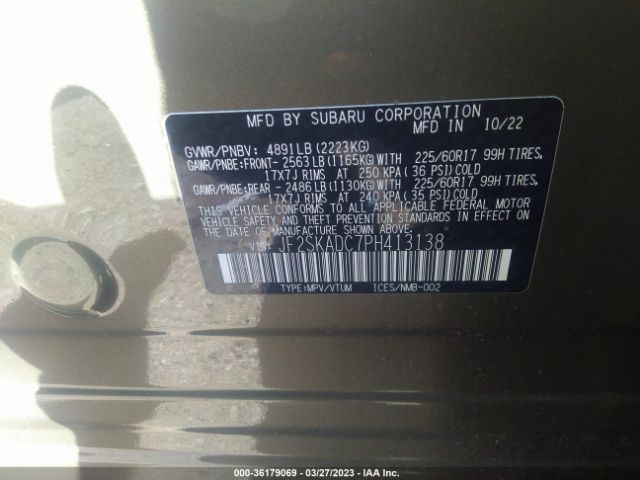 MFD BY SUBARU CORPORATION
MFD IN 10/22
GVWR/PNBV: 4891LB (2223KG)
GAWR/PNBE:FRONT- 2563LB (1165KG)WITH 225/60R17 99H TIRES,
17X7J RIMS AT 250 KPA ( 36 PSI)COLD
GAWR/PNBE:REAR - 2486LB (1130KG)WITH 225/60R17 99H TIRES,
17X7J RIMS AT 240 KPA ( 35 PSI)COLD
THIS VEHICLE CONFORMS TO ALL APPLICABLE FEDERAL MOTOR
VEHICLE SAFETY BUMPER, AND THEFT PREVENTION STANDARDS IN EFFECT ON
THE DATE OF MANUFACTURE SHOWN ABOVE.
VIN: JF2SKADC7PH413138
TYPE:MPV/VTUM ICES/NMB-002
000-36179069 - 03/27/2023 - IAA Inc.